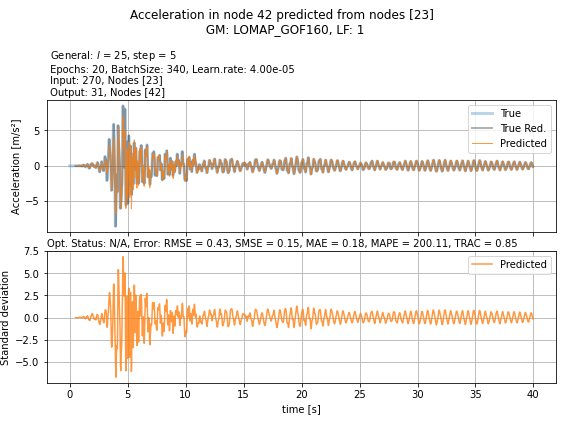 Acceleration in node 42 predicted from nodes [23]
GM: LOMAP_GOF160, LF: 1
General: l = 25, step = 5
Epochs: 20, BatchSize: 340, Learn.rate: 4.00e-05
Input: 270, Nodes [23]
Output: 31, Nodes [42]
Acceleration [m/s²]
5
0
−5
True
True Red.
Predicted
Opt. Status: N/A, Error: RMSE = 0.43, SMSE = 0.15, MAE = 0.18, MAPE = 200.11, TRAC = 0.85
Standard deviation
7.5
5.0
2.5
0.0
−2.5
−5.0
Predicted
0 5 10 15 20 25 30 35 40
time [s]